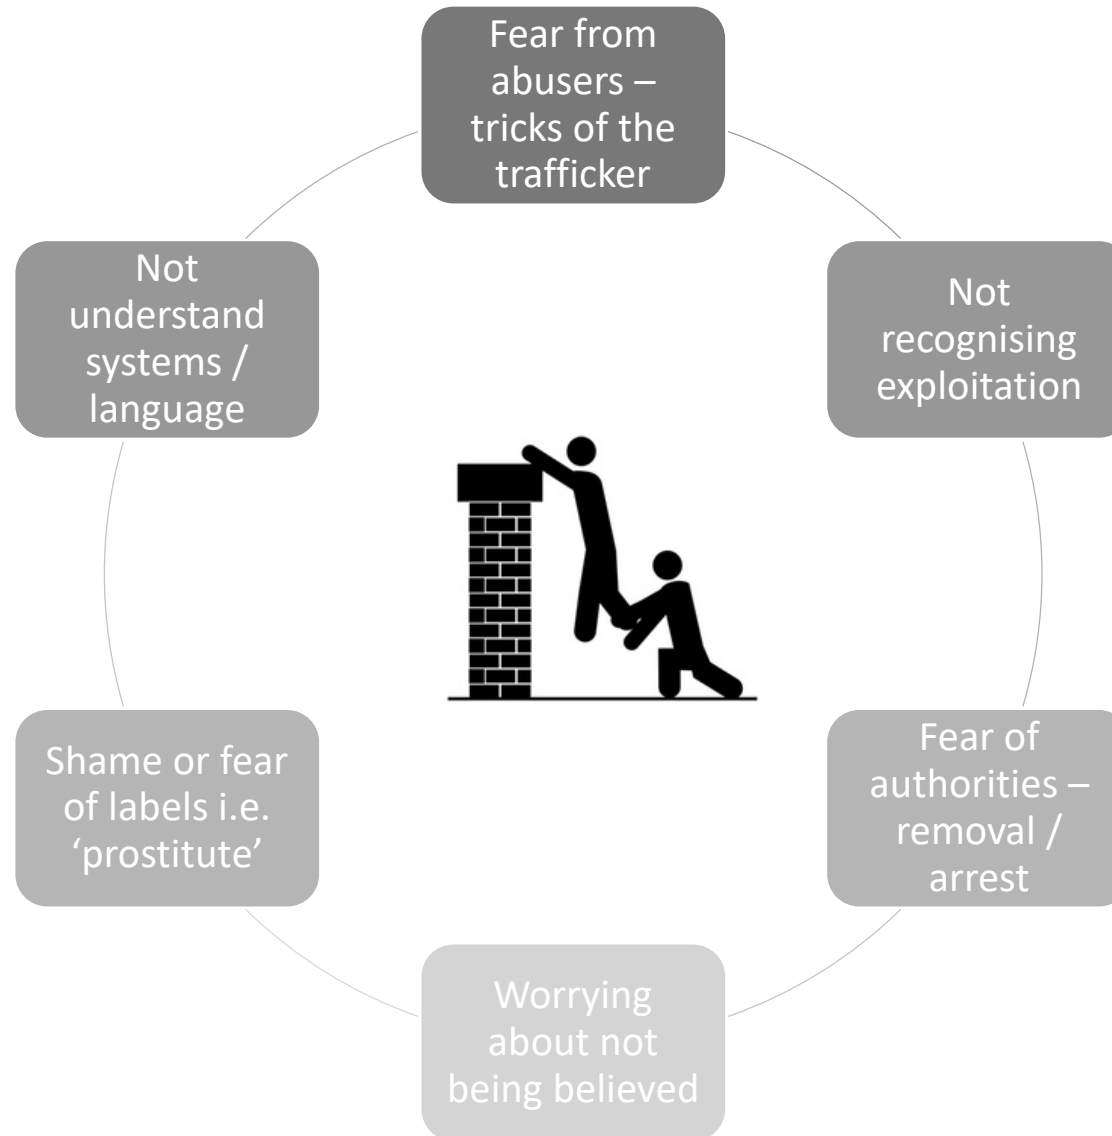 Fear from
abusers –
tricks of the
trafficker
Not
recognising
exploitation
Fear of
authorities –
removal /
arrest
Worrying
about not
being believed
Shame or fear
of labels i.e.
‘prostitute’
Not
understand
systems /
language